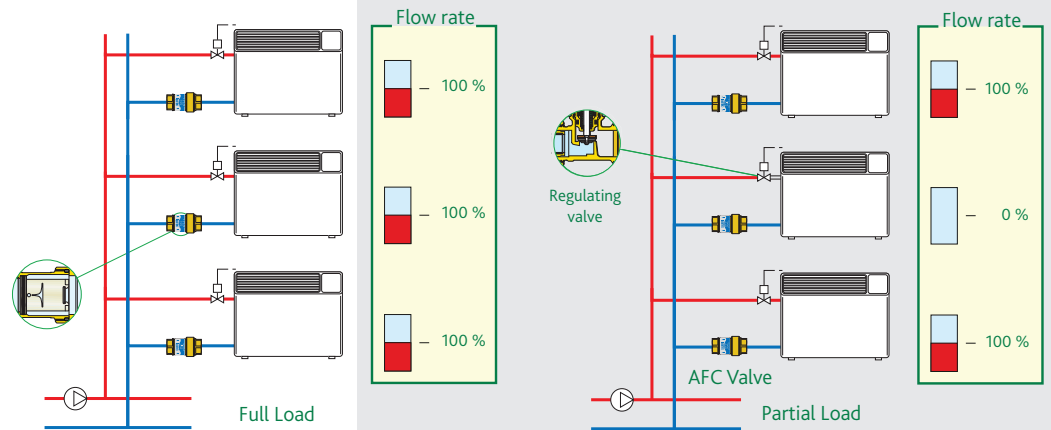 Flow rate
100 %
100 %
100 %
Full Load
Flow rate
100 %
Regulating
valve
0 %
100 %
AFC Valve
Partial Load